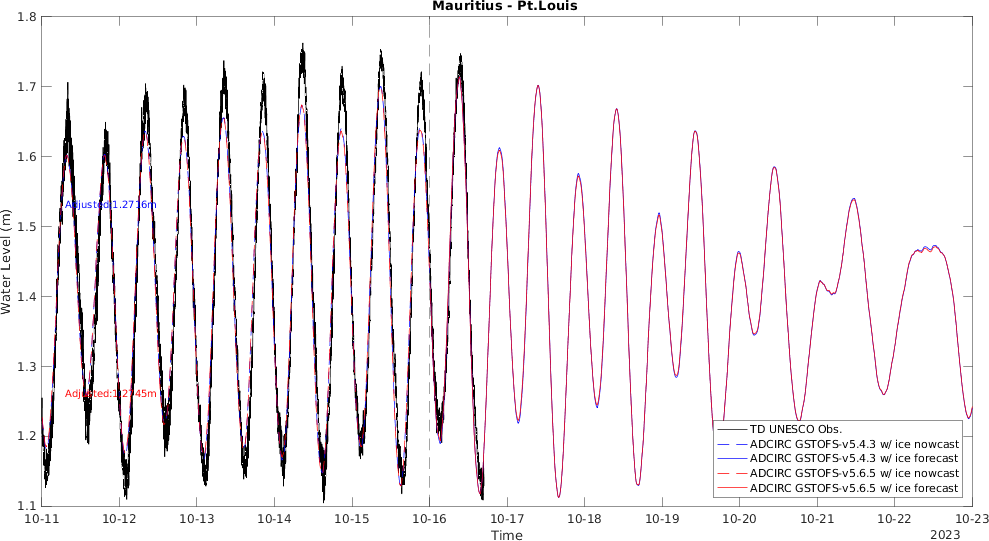 Mauritius - Pt.Louis
Water Level (m)
1.8
1.7
1.6
1.5
1.4
1.3
1.2
1.1
Adjusted:1.2716m
Adjusted:1.2745m
TD UNESCO Obs.
ADCIRC GSTOFS-v5.4.3 w/ ice nowcast
ADCIRC GSTOFS-v5.4.3 w/ ice forecast
ADCIRC GSTOFS-v5.6.5 w/ ice nowcast
ADCIRC GSTOFS-v5.6.5 w/ ice forecast
10-11 10-12 10-13 10-14 10-15 10-16 10-17 10-18 10-19 10-20 10-21 10-22 10-23
Time
2023